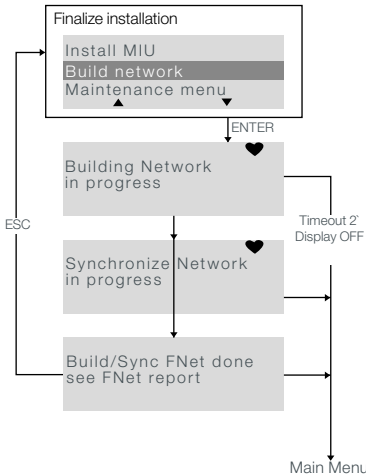 Finalize installation
Install MIU
Build network
Maintenance menu
ENTER
Building Network
in progress
ESC
Timeout 2`
Display OFF
Synchronize Network
in progress
Build/Sync FNet done
see FNet report
Main Menu